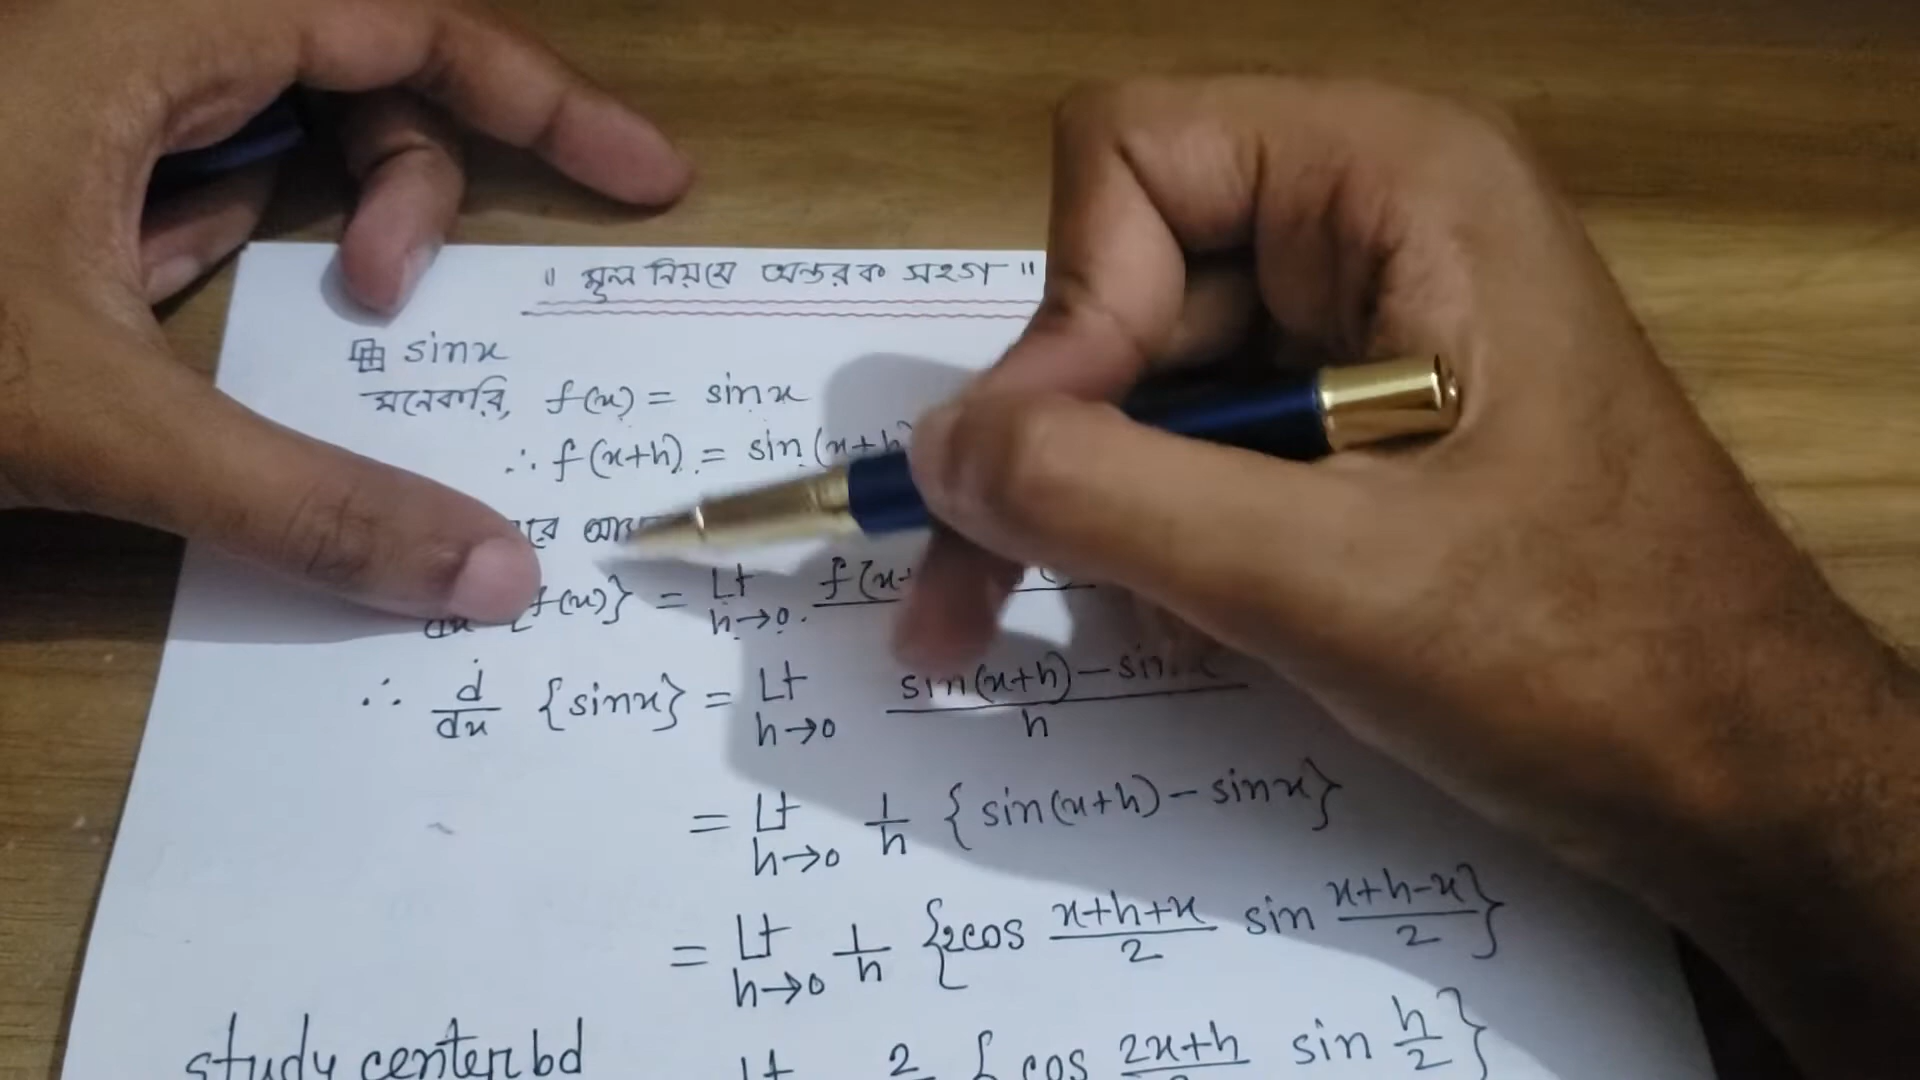 " মূল নিয়মে অন্তরক সহগ "
sinx
মনেকরি, f(x) = sinx
∴ f(x+h) = sin(x+h)
{f(x)} = Lt h→0 f(x+
∴ d/dx {sinx} = Lt h→0 sin(x+h)-sin / h
= Lt h→0 1/h {sin(x+h)-sinx}
= Lt h→0 1/h {2cos x+h+x/2 sin x+h-x/2}
Lt 2 { cos 2x+h sin h/2}
study center bd